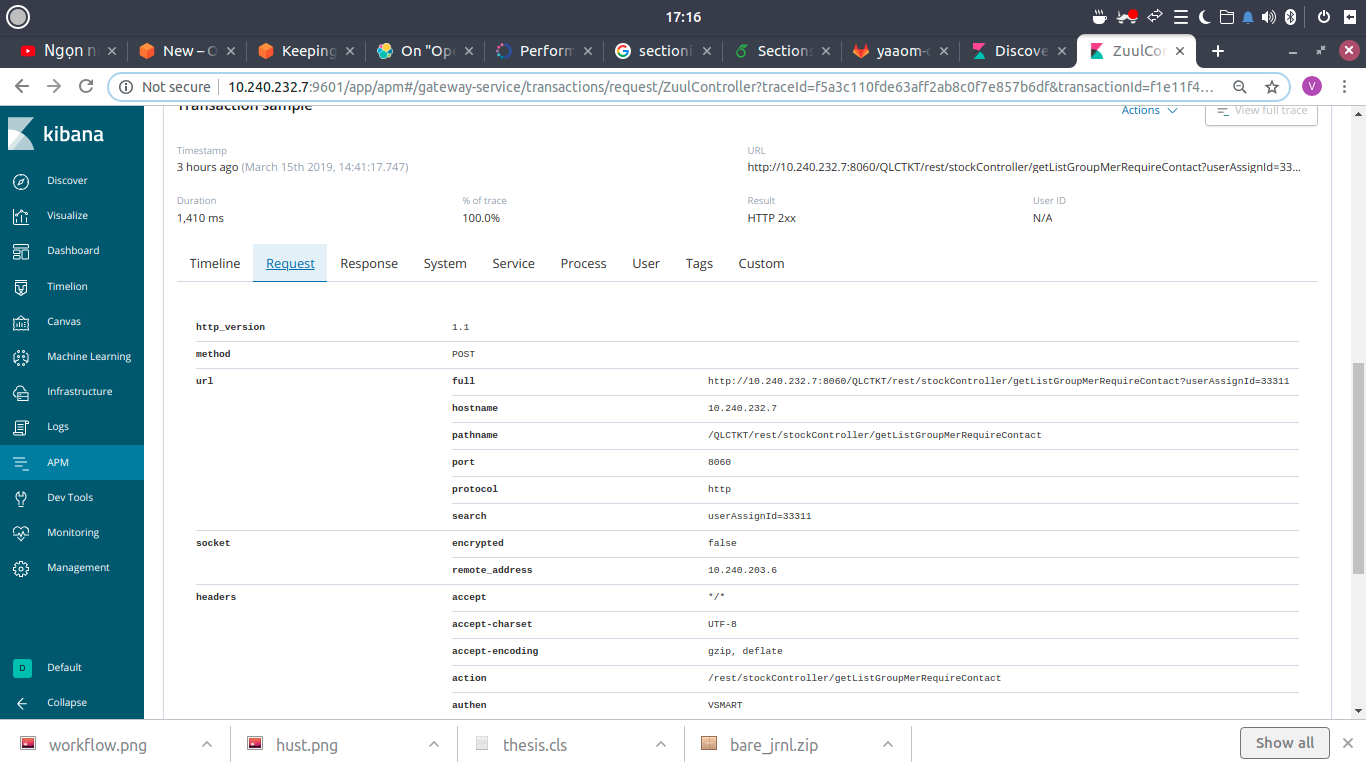 17:16
Ngọn n
New – O
Keeping
On "Ope
Perform
sectioni
Sections
yaaom-c
Discove
ZuulCon
Not secure
10.240.232.7:9601/app/apm#/gateway-service/transactions/request/ZuulController?traceId=f5a3c110fde63aff2ab8c0f7e857b6df&transactionId=f1e11f4...
V
kibana
Discover
Visualize
Dashboard
Timelion
Canvas
Machine Learning
Infrastructure
Logs
APM
Dev Tools
Monitoring
Management
D Default
Collapse
Transaction sample
Actions
View full trace
Timestamp
3 hours ago (March 15th 2019, 14:41:17.747)
URL
http://10.240.232.7:8060/QLCTKT/rest/stockController/getListGroupMerRequireContact?userAssignId=33...
Duration
1,410 ms
% of trace
100.0%
Result
HTTP 2xx
User ID
N/A
Timeline Request Response System Service Process User Tags Custom
http_version 1.1
method POST
url full http://10.240.232.7:8060/QLCTKT/rest/stockController/getListGroupMerRequireContact?userAssignId=33311
hostname 10.240.232.7
pathname /QLCTKT/rest/stockController/getListGroupMerRequireContact
port 8060
protocol http
search userAssignId=33311
socket encrypted false
remote_address 10.240.203.6
headers accept */*
accept-charset UTF-8
accept-encoding gzip, deflate
action /rest/stockController/getListGroupMerRequireContact
authen VSMART
workflow.png
hust.png
thesis.cls
bare_jrnl.zip
Show all